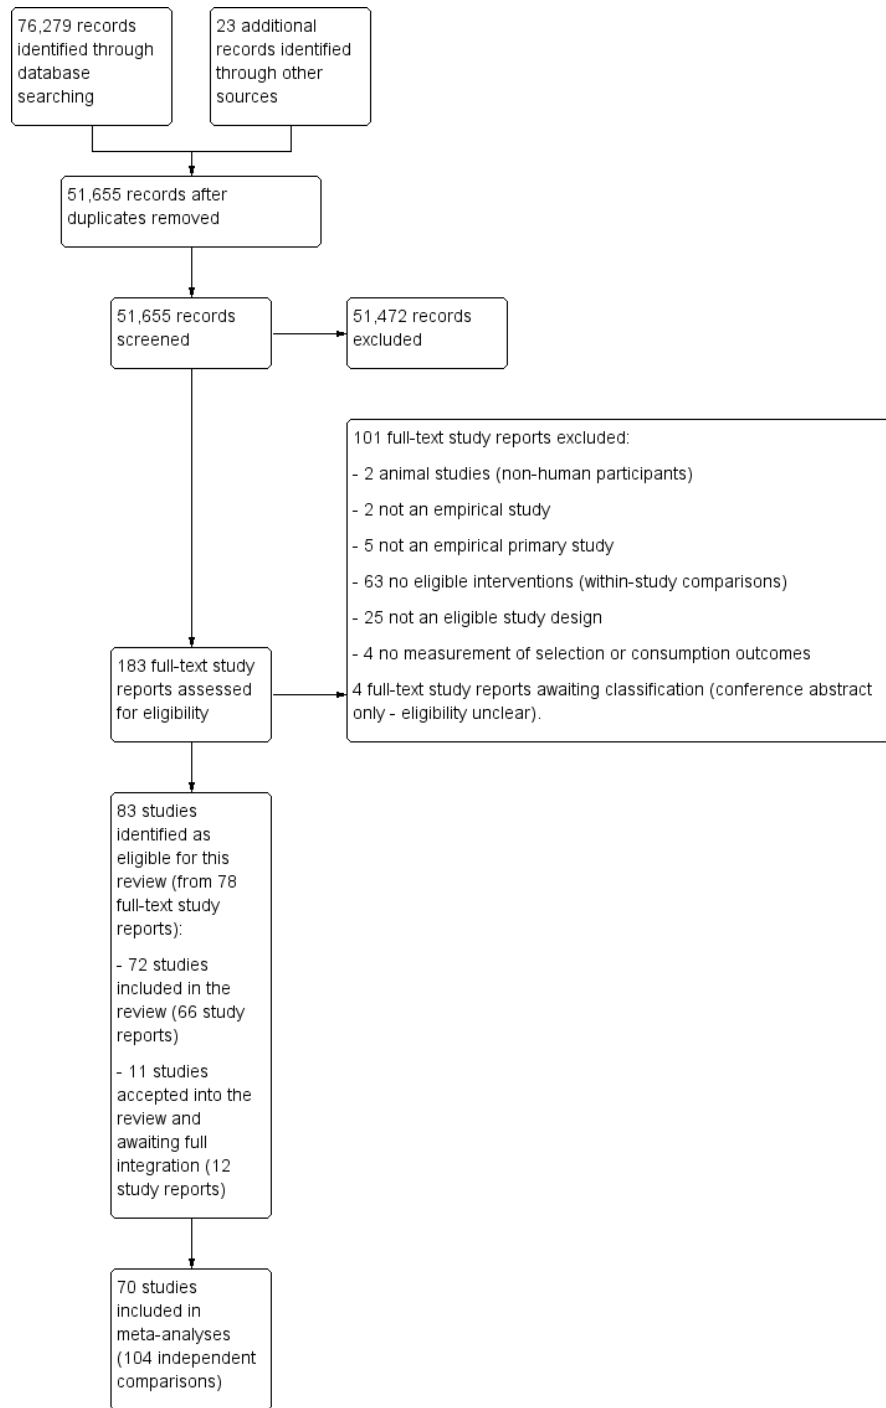 76,279 records
identified through
database
searching
23 additional
records identified
through other
sources
51,655 records after
duplicates removed
51,655 records
screened
51,472 records
excluded
101 full-text study reports excluded:
- 2 animal studies (non-human participants)
- 2 not an empirical study
- 5 not an empirical primary study
- 63 no eligible interventions (within-study comparisons)
- 25 not an eligible study design
- 4 no measurement of selection or consumption outcomes
4 full-text study reports awaiting classification (conference abstract
only - eligibility unclear).
183 full-text study
reports assessed
for eligibility
83 studies
identified as
eligible for this
review (from 78
full-text study
reports):
- 72 studies
included in the
review (66 study
reports)
- 11 studies
accepted into the
review and
awaiting full
integration (12
study reports)
70 studies
included in
meta-analyses
(104 independent
comparisons)